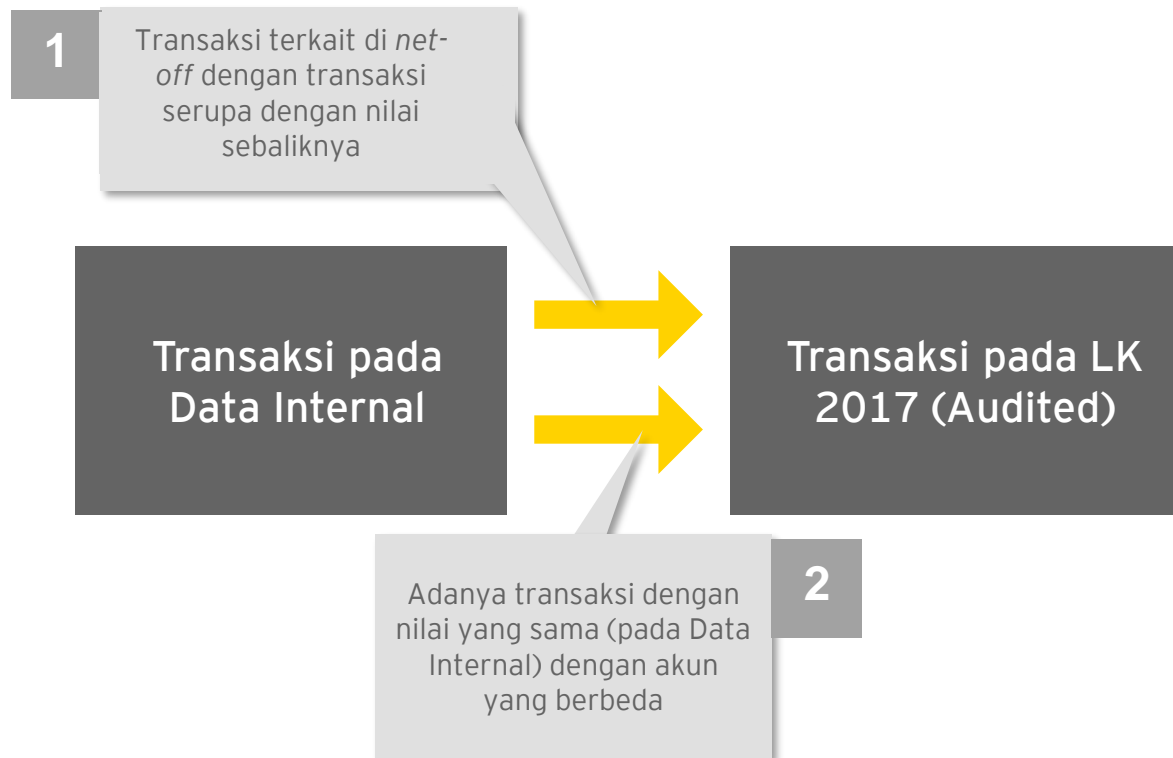 1
Transaksi terkait di net-
off dengan transaksi
serupa dengan nilai
sebaliknya
Transaksi pada
Data Internal
Transaksi pada LK
2017 (Audited)
Adanya transaksi dengan
nilai yang sama (pada Data
Internal) dengan akun
yang berbeda
2